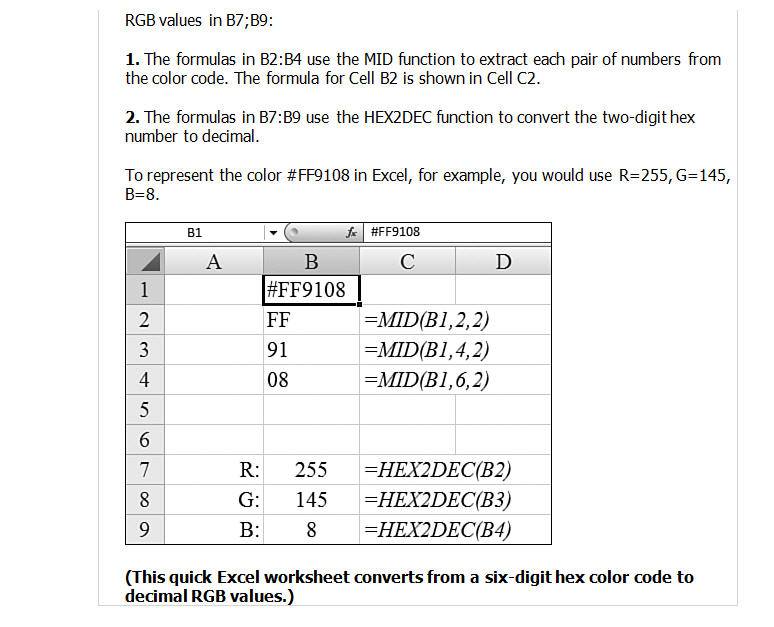 RGB values in B7;B9:
1. The formulas in B2:B4 use the MID function to extract each pair of numbers from
the color code. The formula for Cell B2 is shown in Cell C2.
2. The formulas in B7:B9 use the HEX2DEC function to convert the two-digit hex
number to decimal.
To represent the color #FF9108 in Excel, for example, you would use R=255, G=145,
B=8.
B1 fx #FF9108
A B C D
1 #FF9108
2 FF =MID(B1,2,2)
3 91 =MID(B1,4,2)
4 08 =MID(B1,6,2)
5
6
7 R: 255 =HEX2DEC(B2)
8 G: 145 =HEX2DEC(B3)
9 B: 8 =HEX2DEC(B4)
(This quick Excel worksheet converts from a six-digit hex color code to
decimal RGB values.)